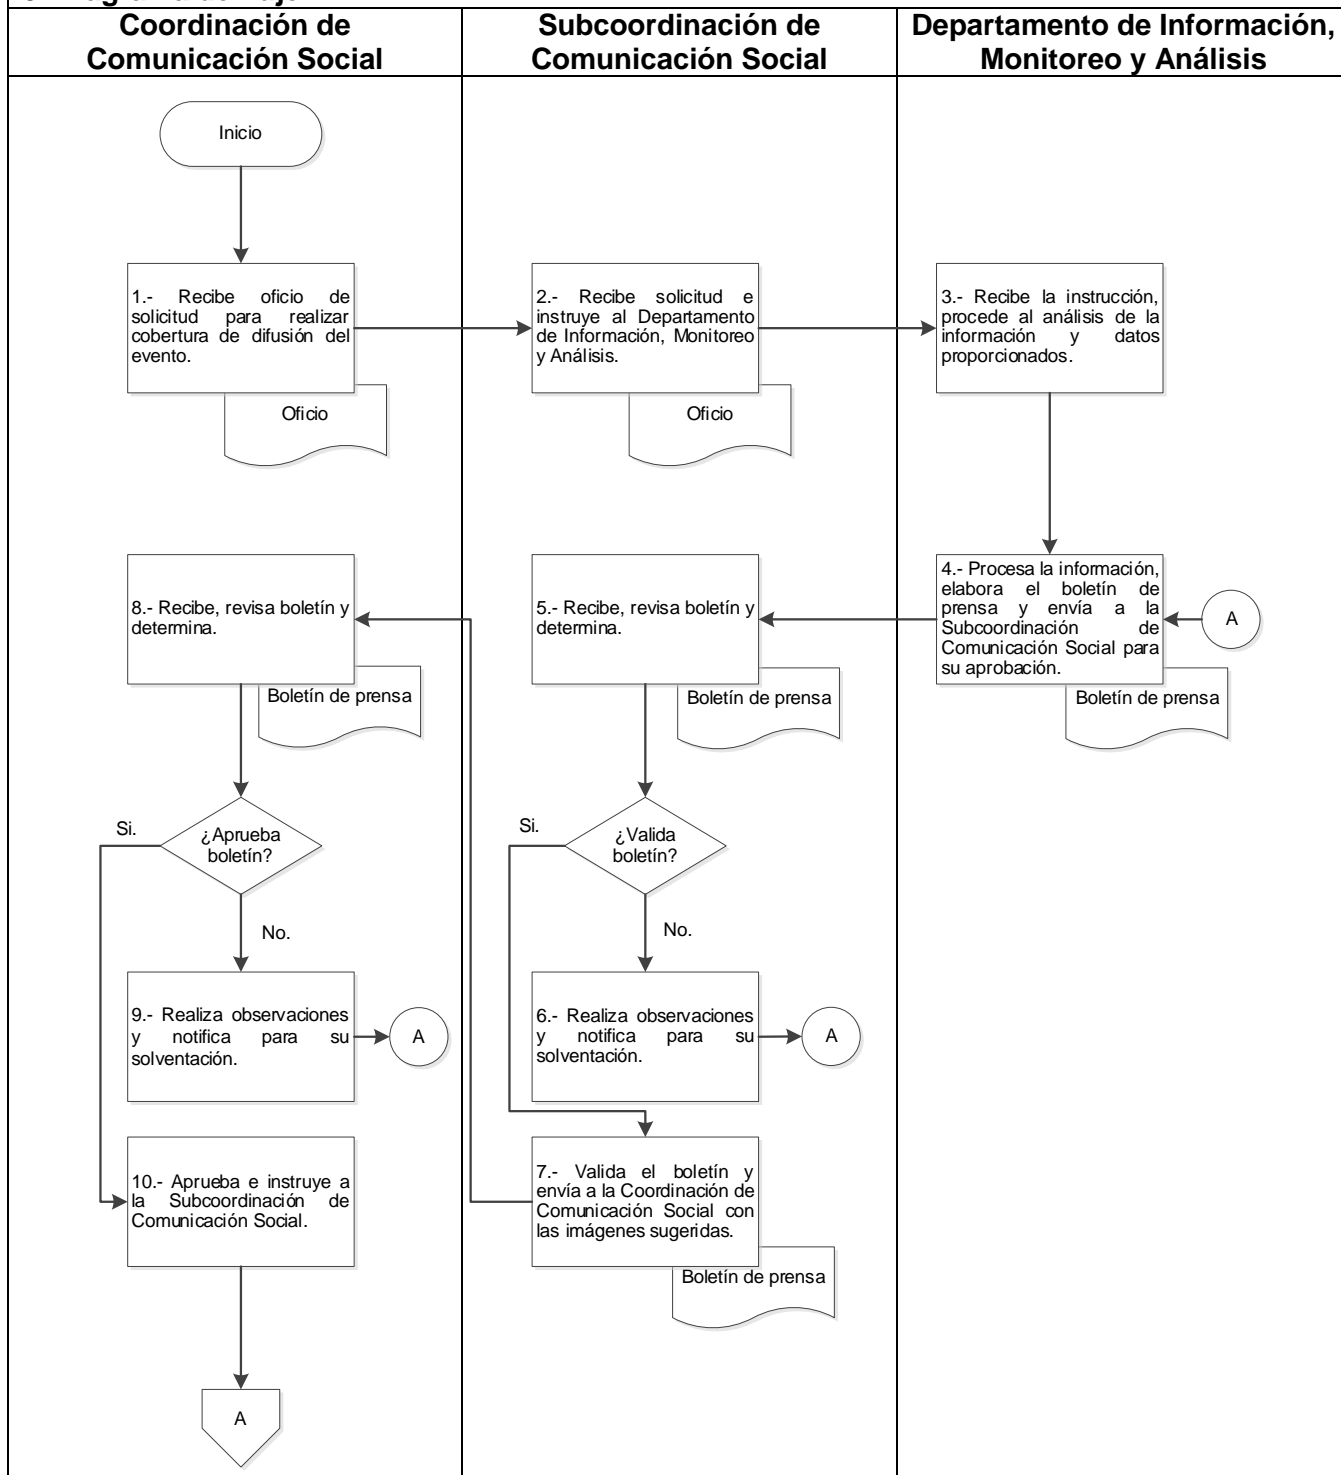 Coordinación de
Comunicación Social
Subcoordinación de
Comunicación Social
Departamento de Información,
Monitoreo y Análisis
Inicio
1.- Recibe oficio de
solicitud para realizar
cobertura de difusión del
evento.
Oficio
2.- Recibe solicitud e
instruye al Departamento
de Información, Monitoreo
y Análisis.
Oficio
3.- Recibe la instrucción,
procede al análisis de la
información y datos
proporcionados.
4.- Procesa la información,
elabora el boletín de
prensa y envía a la
Subcoordinación de
Comunicación Social para
su aprobación.
A
Boletín de prensa
5.- Recibe, revisa boletín y
determina.
Boletín de prensa
8.- Recibe, revisa boletín y
determina.
Boletín de prensa
Si.
¿Aprueba
boletín?
No.
Si.
¿Valida
boletín?
No.
9.- Realiza observaciones
y notifica para su
solventación.
A
6.- Realiza observaciones
y notifica para su
solventación.
A
10.- Aprueba e instruye a
la Subcoordinación de
Comunicación Social.
7.- Valida el boletín y
envía a la Coordinación de
Comunicación Social con
las imágenes sugeridas.
Boletín de prensa
A